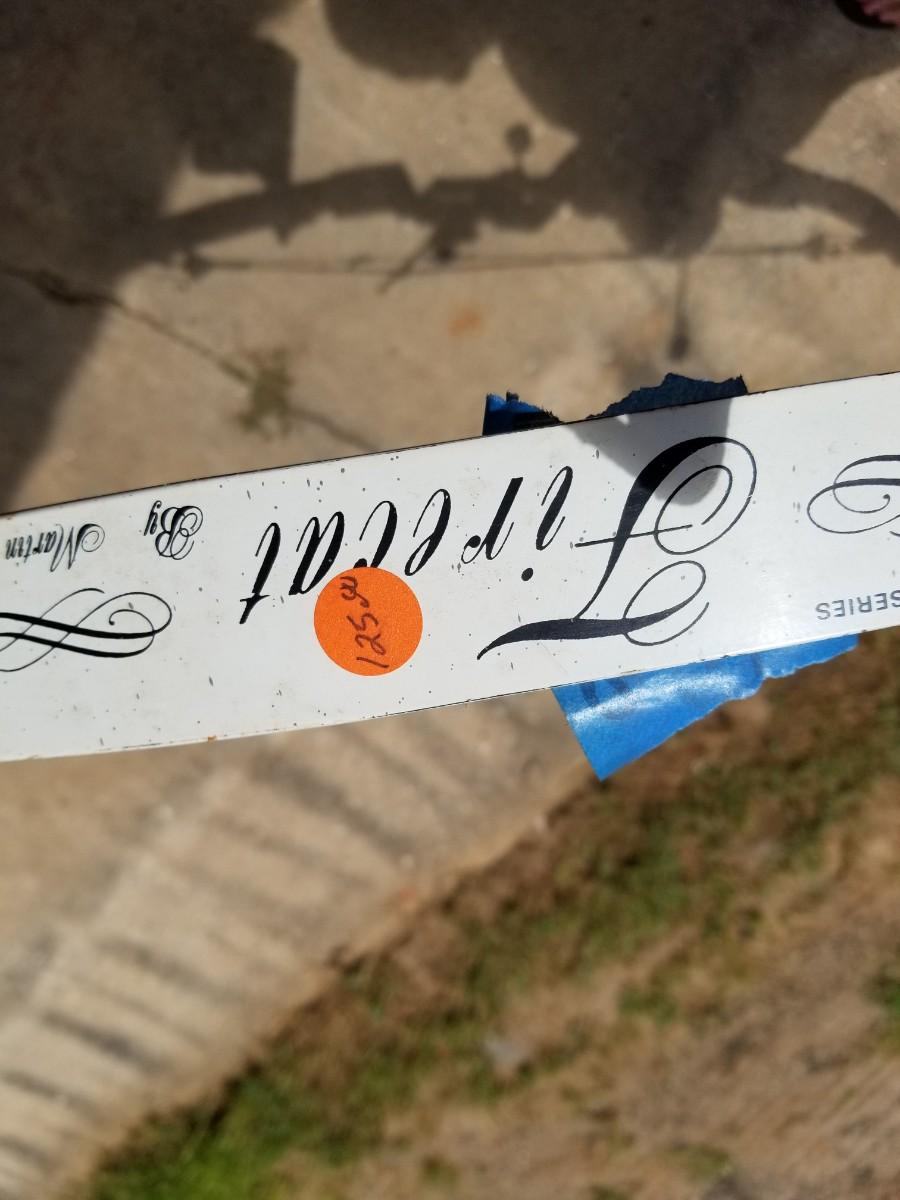 SERIES
Firecat
By Martin
125.00